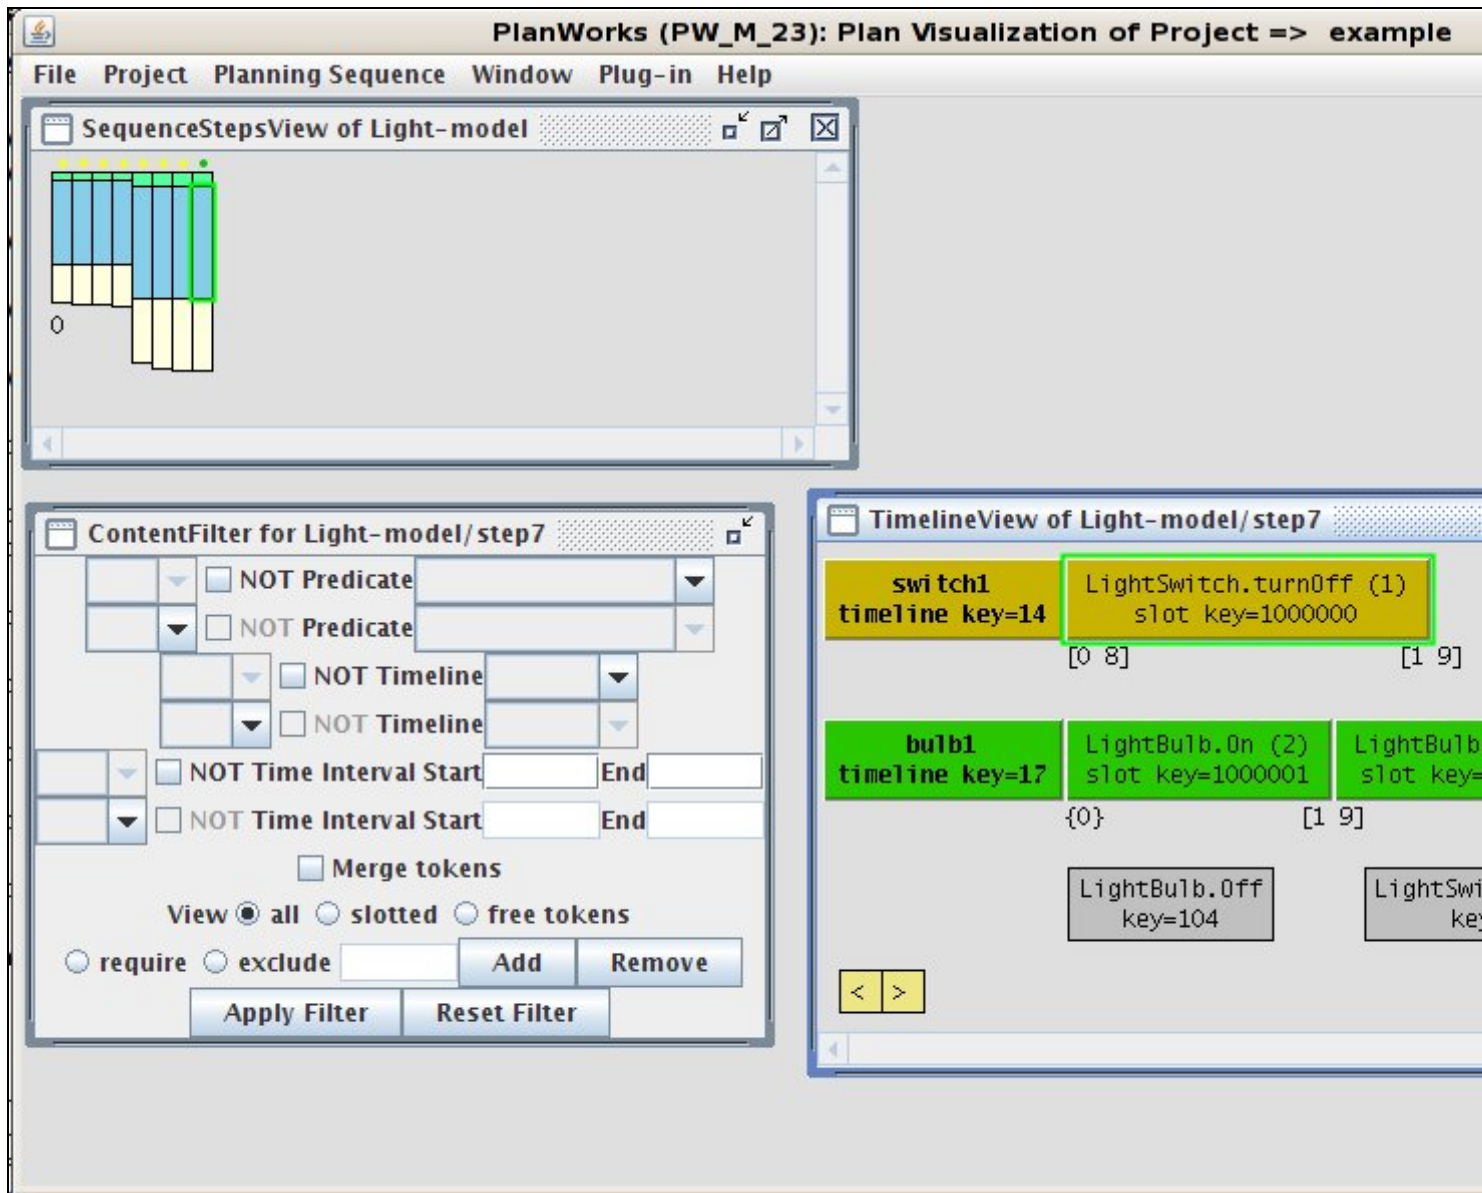 PlanWorks (PW_M_23): Plan Visualization of Project => example
File Project Planning Sequence Window Plug-in Help
SequenceStepsView of Light-model
0
ContentFilter for Light-model/step7
NOT Predicate
NOT Predicate
NOT Timeline
NOT Timeline
NOT Time Interval Start End
NOT Time Interval Start End
Merge tokens
View all slotted free tokens
require exclude Add Remove
Apply Filter Reset Filter
TimelineView of Light-model/step7
switch1 LightSwitch.turnOff (1)
timeline key=14 slot key=1000000
[0 8] [1 9]
bulb1 LightBulb.On (2) LightBulb
timeline key=17 slot key=1000001 slot key=
{0} [1 9]
LightBulb.Off LightSwi
key=104 key
< >